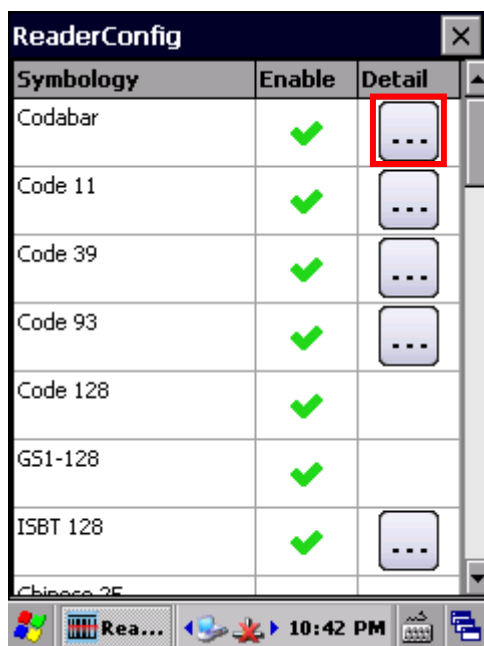 ReaderConfig
Symbology Enable Detail
Codabar ...
Code 11 ...
Code 39 ...
Code 93 ...
Code 128
GS1-128
ISBT 128 ...
Rea... 10:42 PM